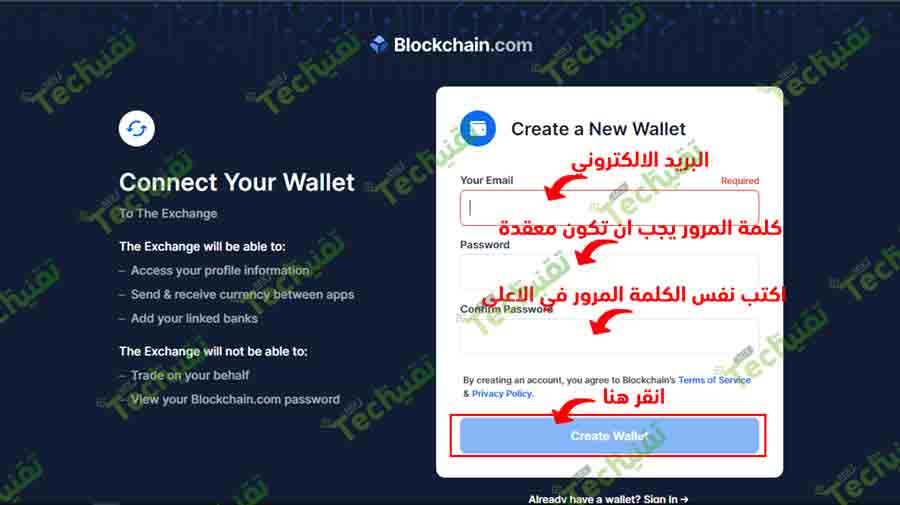 Blockchain.com
Connect Your Wallet
To The Exchange
The Exchange will be able to:
– Access your profile information
– Send & receive currency between apps
– Add your linked banks
The Exchange will not be able to:
– Trade on your behalf
– View your Blockchain.com password
Create a New Wallet
البريد الالكتروني
Your Email
Required
كلمة المرور يجب ان تكون معقدة
Password
اكتب نفس الكلمة المرور في الاعلى
Confirm Password
By creating an account, you agree to Blockchain's Terms of Service
& Privacy Policy.
انقر هنا
Create Wallet
Already have a wallet? Sign In →
تقنيتك
Tech